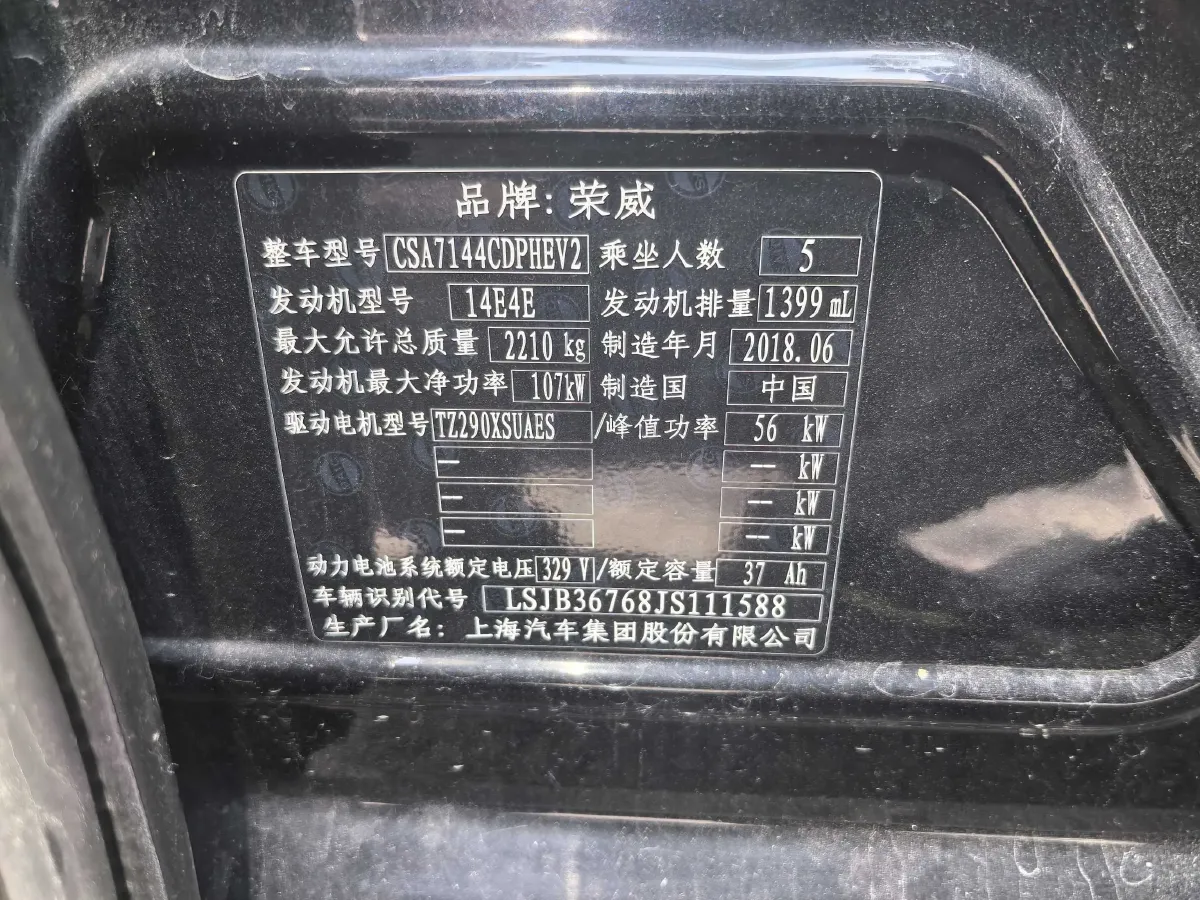 品牌: 荣威
整车型号 CSA7144CDPHEV2 乘坐人数 5
发动机型号 14E4E 发动机排量 1399 mL
最大允许总质量 2210 kg 制造年月 2018.06
发动机最大净功率 107kW 制造国 中国
驱动电机型号 TZ290XSUAES /峰值功率 56 kW
-- -- kW
-- -- kW
-- -- kW
动力电池系统额定电压 329 V /额定容量 37 Ah
车辆识别代号 LSJB36768JS111588
生产厂名: 上海汽车集团股份有限公司